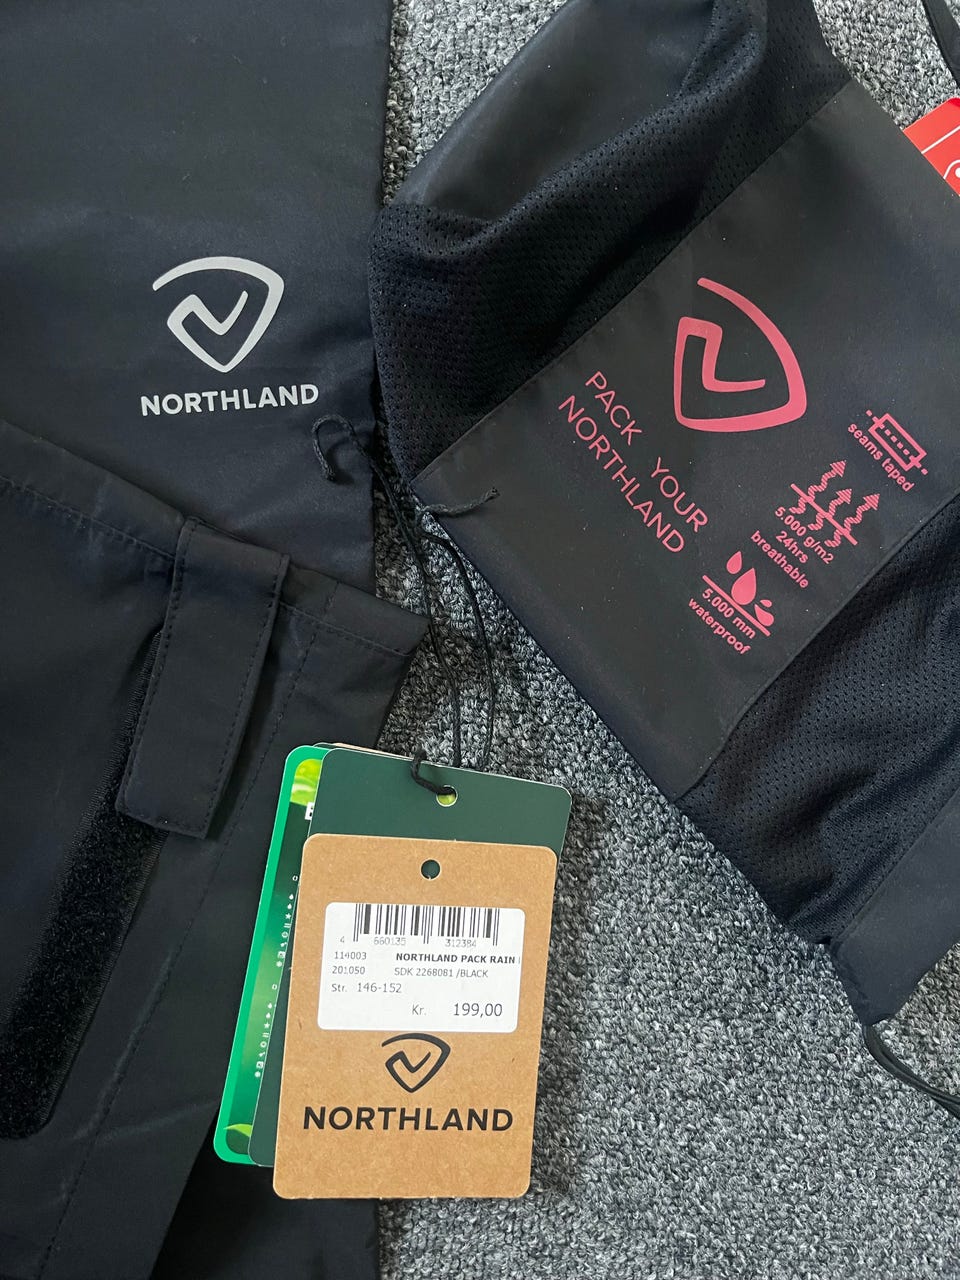 NORTHLAND
PACK YOUR
NORTHLAND
seams taped
5.000 g/m2
24hrs
breathable
5.000 mm
waterproof
4 660135 312384
114003 NORTHLAND PACK RAIN
201050 SDK 2268081 /BLACK
Str. 146-152
Kr. 199,00
NORTHLAND